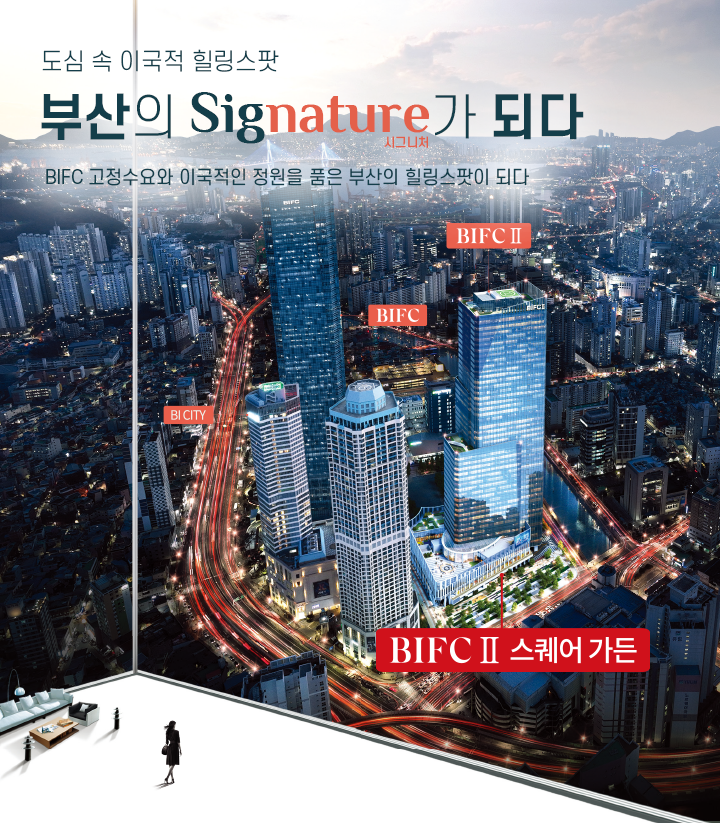 도심 속 이국적 힐링스팟
부산의 Signature가 되다
시그니처
BIFC 고정수요와 이국적인 정원을 품은 부산의 힐링스팟이 되다
BIFC
BIFC Ⅱ
BIFC Ⅱ
BIFC
BI CITY
BIFC Ⅱ 스퀘어 가든